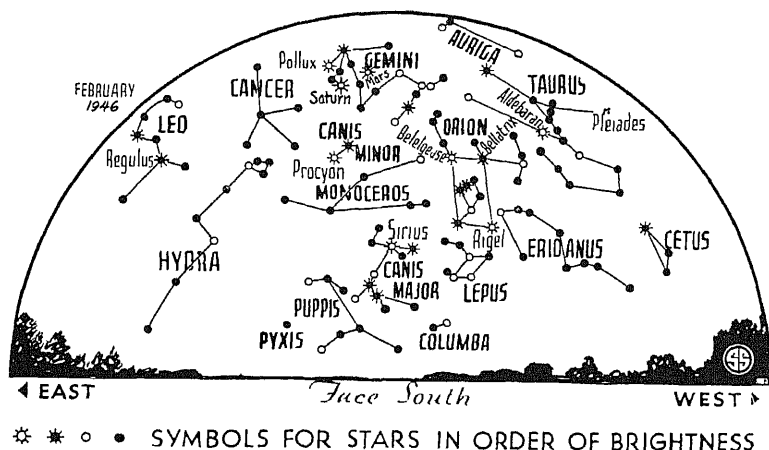 AURIGA
Pollux
GEMINI
Mars
TAURUS
FEBRUARY
1946
CANCER
Saturn
Aldebaran
Pleiades
LEO
CANIS
MINOR
ORION
Betelgeuse
Bellatrix
Regulus
Procyon
MONOCEROS
Sirius
Rigel
HYDRA
CANIS
MAJOR
ERIDANUS
CETUS
LEPUS
PUPPIS
PYXIS
COLUMBA
SS
EAST
Face South
WEST
SYMBOLS FOR STARS IN ORDER OF BRIGHTNESS